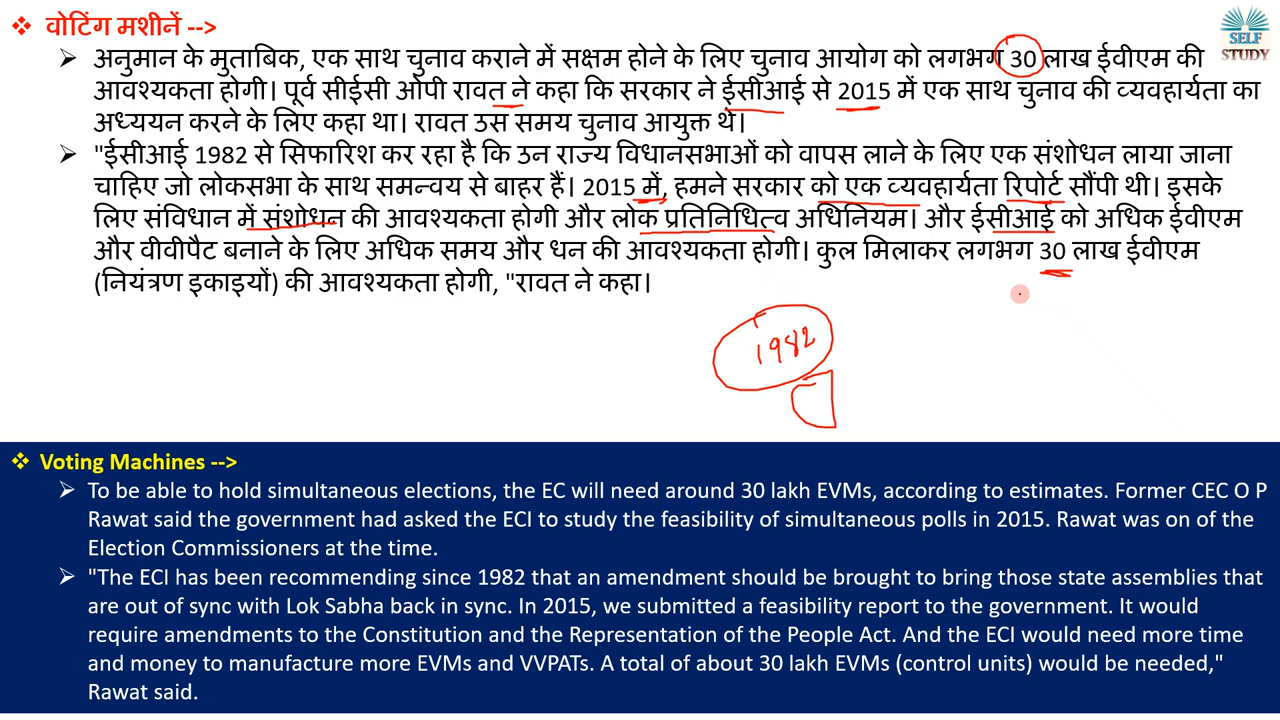 ❖ वोटिंग मशीनें -->
SELF
STUDY
➢ अनुमान के मुताबिक, एक साथ चुनाव कराने में सक्षम होने के लिए चुनाव आयोग को लगभग 30 लाख ईवीएम की
आवश्यकता होगी। पूर्व सीईसी ओपी रावत ने कहा कि सरकार ने ईसीआई से 2015 में एक साथ चुनाव की व्यवहार्यता का
अध्ययन करने के लिए कहा था। रावत उस समय चुनाव आयुक्त थे।
➢ "ईसीआई 1982 से सिफारिश कर रहा है कि उन राज्य विधानसभाओं को वापस लाने के लिए एक संशोधन लाया जाना
चाहिए जो लोकसभा के साथ समन्वय से बाहर हैं। 2015 में, हमने सरकार को एक व्यवहार्यता रिपोर्ट सौंपी थी। इसके
लिए संविधान में संशोधन की आवश्यकता होगी और लोक प्रतिनिधित्व अधिनियम। और ईसीआई को अधिक ईवीएम
और वीवीपैट बनाने के लिए अधिक समय और धन की आवश्यकता होगी। कुल मिलाकर लगभग 30 लाख ईवीएम
(नियंत्रण इकाइयों) की आवश्यकता होगी, "रावत ने कहा।
1982
❖ Voting Machines -->
➢ To be able to hold simultaneous elections, the EC will need around 30 lakh EVMs, according to estimates. Former CEC O P
Rawat said the government had asked the ECI to study the feasibility of simultaneous polls in 2015. Rawat was on of the
Election Commissioners at the time.
➢ "The ECI has been recommending since 1982 that an amendment should be brought to bring those state assemblies that
are out of sync with Lok Sabha back in sync. In 2015, we submitted a feasibility report to the government. It would
require amendments to the Constitution and the Representation of the People Act. And the ECI would need more time
and money to manufacture more EVMs and VVPATs. A total of about 30 lakh EVMs (control units) would be needed,"
Rawat said.